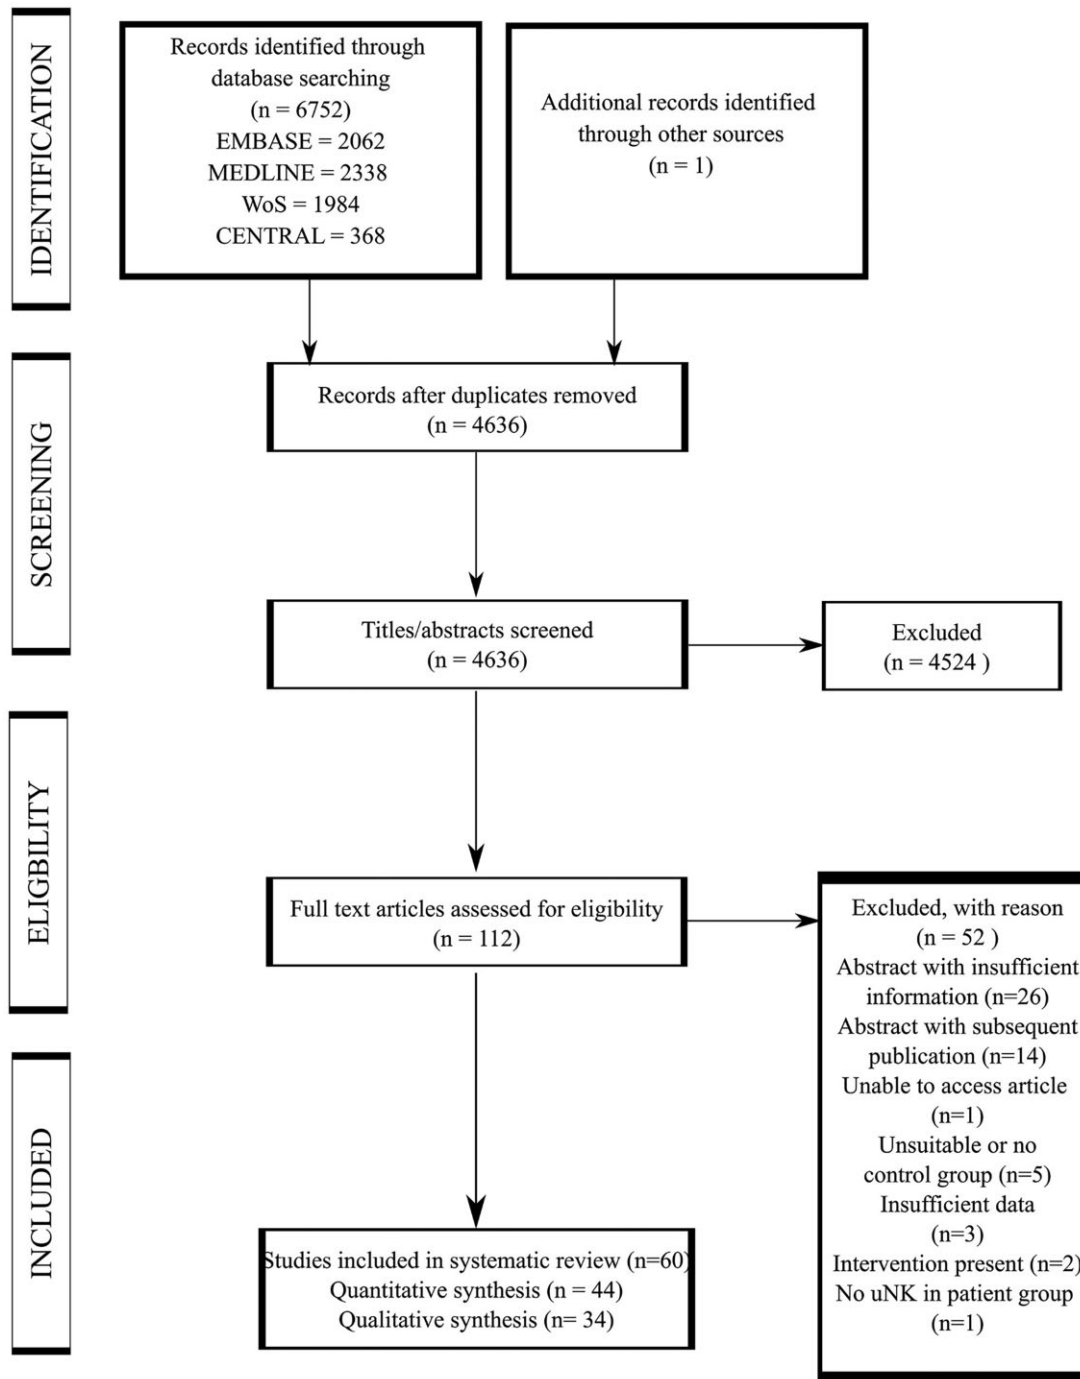 IDENTIFICATION
Records identified through
database searching
(n = 6752)
EMBASE = 2062
MEDLINE = 2338
WoS = 1984
CENTRAL = 368
Additional records identified
through other sources
(n = 1)
SCREENING
Records after duplicates removed
(n = 4636)
Titles/abstracts screened
(n = 4636)
Excluded
(n = 4524 )
ELIGBILITY
Full text articles assessed for eligibility
(n = 112)
Excluded, with reason
(n = 52 )
Abstract with insufficient
information (n=26)
Abstract with subsequent
publication (n=14)
Unable to access article
(n=1)
Unsuitable or no
control group (n=5)
Insufficient data
(n=3)
Intervention present (n=2)
No uNK in patient group
(n=1)
INCLUDED
Studies included in systematic review (n=60)
Quantitative synthesis (n = 44)
Qualitative synthesis (n= 34)